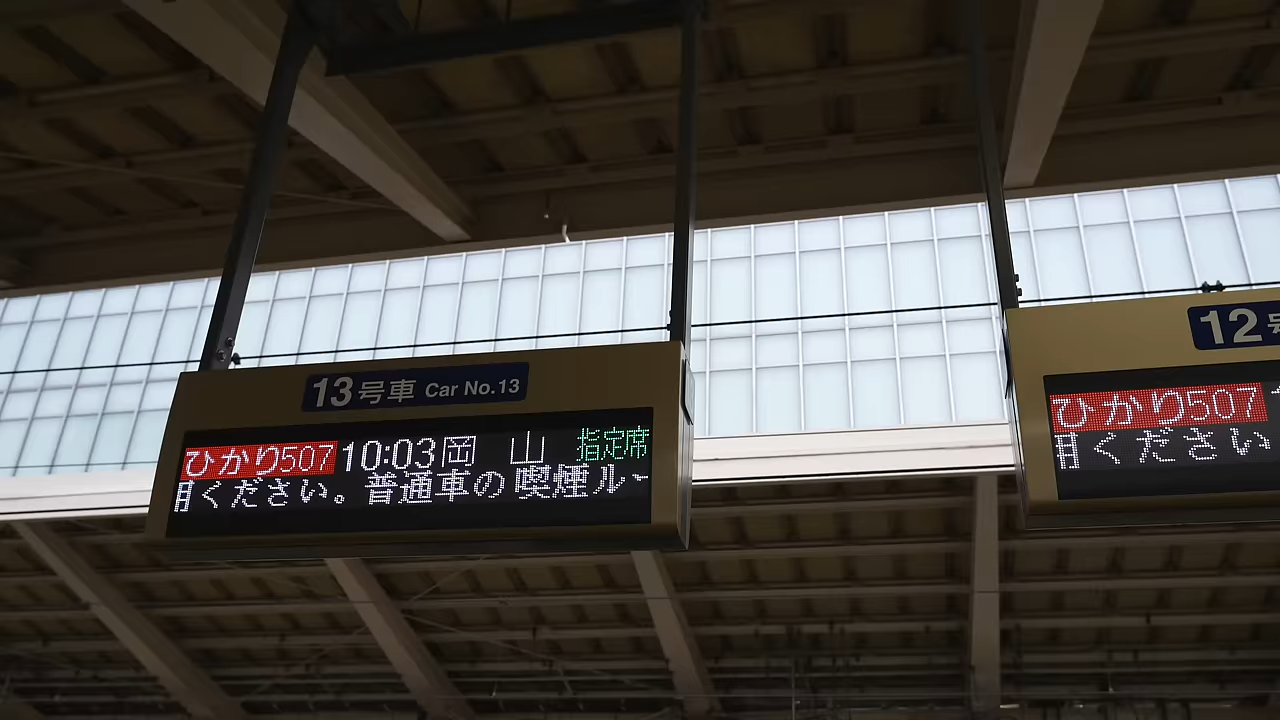 13号車 Car No.13
ひかり507 10:03 岡 山 指定席
ください。 普通車の 喫煙ル
12号
ひかり507
ください